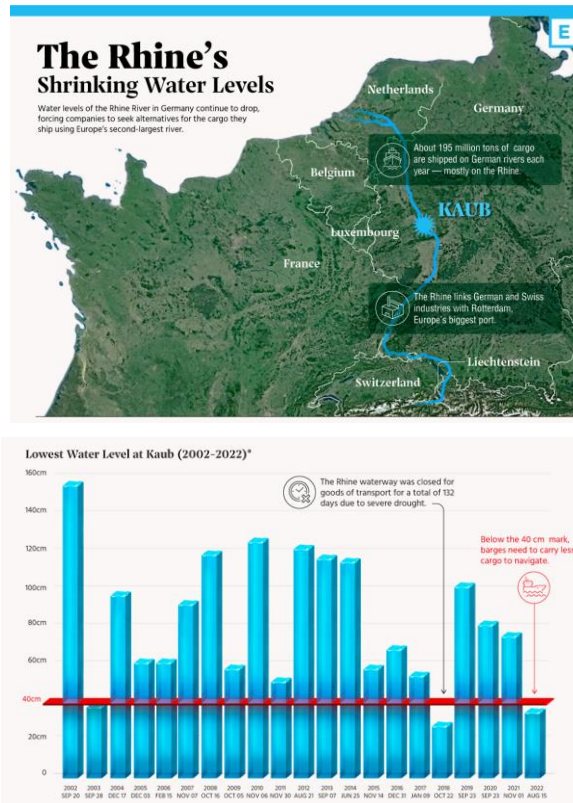 E
The Rhine's
Shrinking Water Levels
Water levels of the Rhine River in Germany continue to drop,
forcing companies to seek alternatives for the cargo they
ship using Europe's second-largest river.
Netherlands
Germany
About 195 million tons of cargo
are shipped on German rivers each
year — mostly on the Rhine.
Belgium
KAUB
Luxembourg
France
The Rhine links German and Swiss
industries with Rotterdam,
Europe's biggest port.
Liechtenstein
Switzerland
Lowest Water Level at Kaub (2002-2022)*
160cm
140cm
120cm
100cm
80cm
60cm
40cm
20cm
0
The Rhine waterway was closed for
goods of transport for a total of 132
days due to severe drought.
Below the 40 cm mark,
barges need to carry less
cargo to navigate.
2002 2003 2004 2005 2006 2007 2008 2009 2010 2011 2012 2013 2014 2015 2016 2017 2018 2019 2020 2021 2022
SEP 20 SEP 28 DEC 17 DEC 03 FEB 15 NOV 07 OCT 16 OCT 05 NOV 06 NOV 30 AUG 21 SEP 07 JUN 25 NOV 14 DEC 31 JAN 09 OCT 22 SEP 23 SEP 23 NOV 01 AUG 15